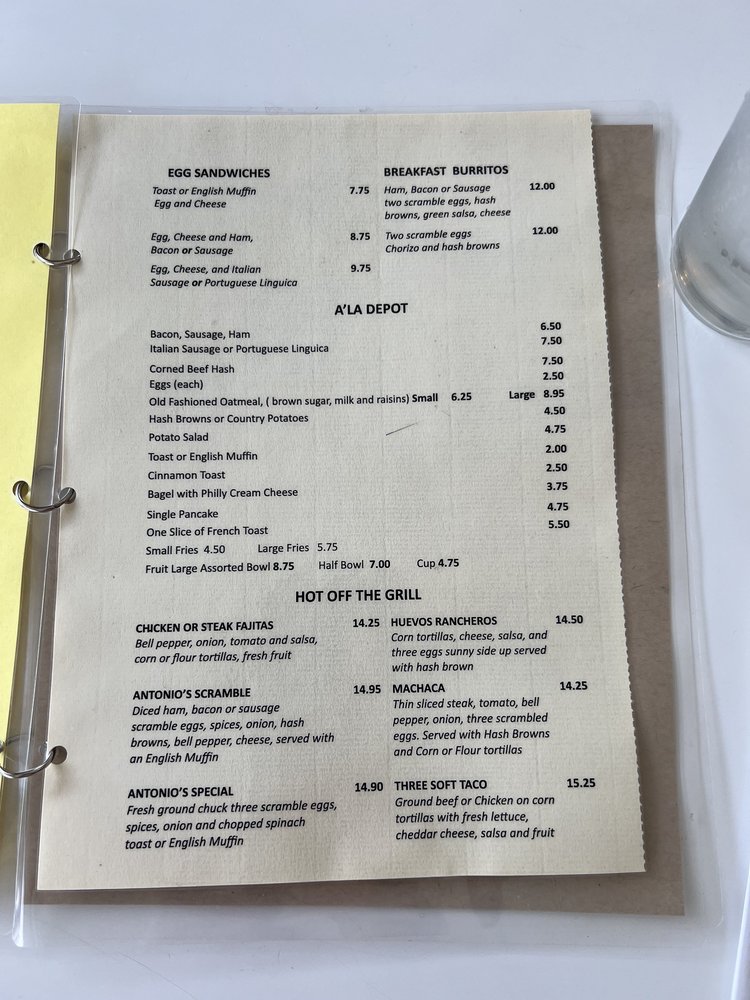 EGG SANDWICHES
Toast or English Muffin 7.75
Egg and Cheese
Egg, Cheese and Ham, 8.75
Bacon or Sausage
Egg, Cheese, and Italian 9.75
Sausage or Portuguese Linguica
BREAKFAST BURRITOS
Ham, Bacon or Sausage 12.00
two scramble eggs, hash
browns, green salsa, cheese
Two scramble eggs 12.00
Chorizo and hash browns
A'LA DEPOT
Bacon, Sausage, Ham 6.50
Italian Sausage or Portuguese Linguica 7.50
Corned Beef Hash 7.50
Eggs (each) 2.50
Old Fashioned Oatmeal, ( brown sugar, milk and raisins) Small 6.25 Large 8.95
Hash Browns or Country Potatoes 4.50
Potato Salad 4.75
Toast or English Muffin 2.00
Cinnamon Toast 2.50
Bagel with Philly Cream Cheese 3.75
Single Pancake 4.75
One Slice of French Toast 5.50
Small Fries 4.50 Large Fries 5.75
Fruit Large Assorted Bowl 8.75 Half Bowl 7.00 Cup 4.75
HOT OFF THE GRILL
CHICKEN OR STEAK FAJITAS 14.25
Bell pepper, onion, tomato and salsa,
corn or flour tortillas, fresh fruit
ANTONIO'S SCRAMBLE 14.95
Diced ham, bacon or sausage
scramble eggs, spices, onion, hash
browns, bell pepper, cheese, served with
an English Muffin
ANTONIO'S SPECIAL 14.90
Fresh ground chuck three scramble eggs,
spices, onion and chopped spinach
toast or English Muffin
HUEVOS RANCHEROS 14.50
Corn tortillas, cheese, salsa, and
three eggs sunny side up served
with hash brown
MACHACA 14.25
Thin sliced steak, tomato, bell
pepper, onion, three scrambled
eggs. Served with Hash Browns
and Corn or Flour tortillas
THREE SOFT TACO 15.25
Ground beef or Chicken on corn
tortillas with fresh lettuce,
cheddar cheese, salsa and fruit